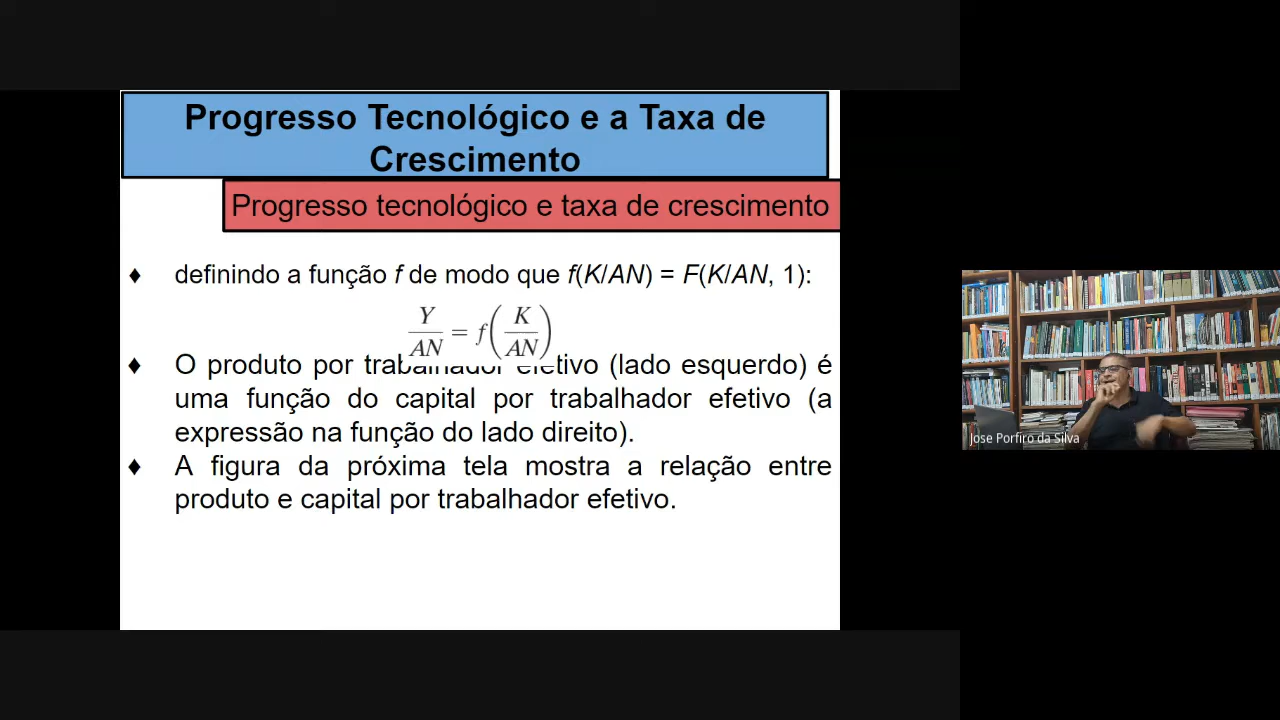 Progresso Tecnológico e a Taxa de
Crescimento
Progresso tecnológico e taxa de crescimento
♦ definindo a função f de modo que f(K/AN) = F(K/AN, 1):
Y/AN = f(K/AN)
♦ O produto por trabalhador efetivo (lado esquerdo) é
uma função do capital por trabalhador efetivo (a
expressão na função do lado direito).
♦ A figura da próxima tela mostra a relação entre
produto e capital por trabalhador efetivo.
Jose Porfiro da Silva